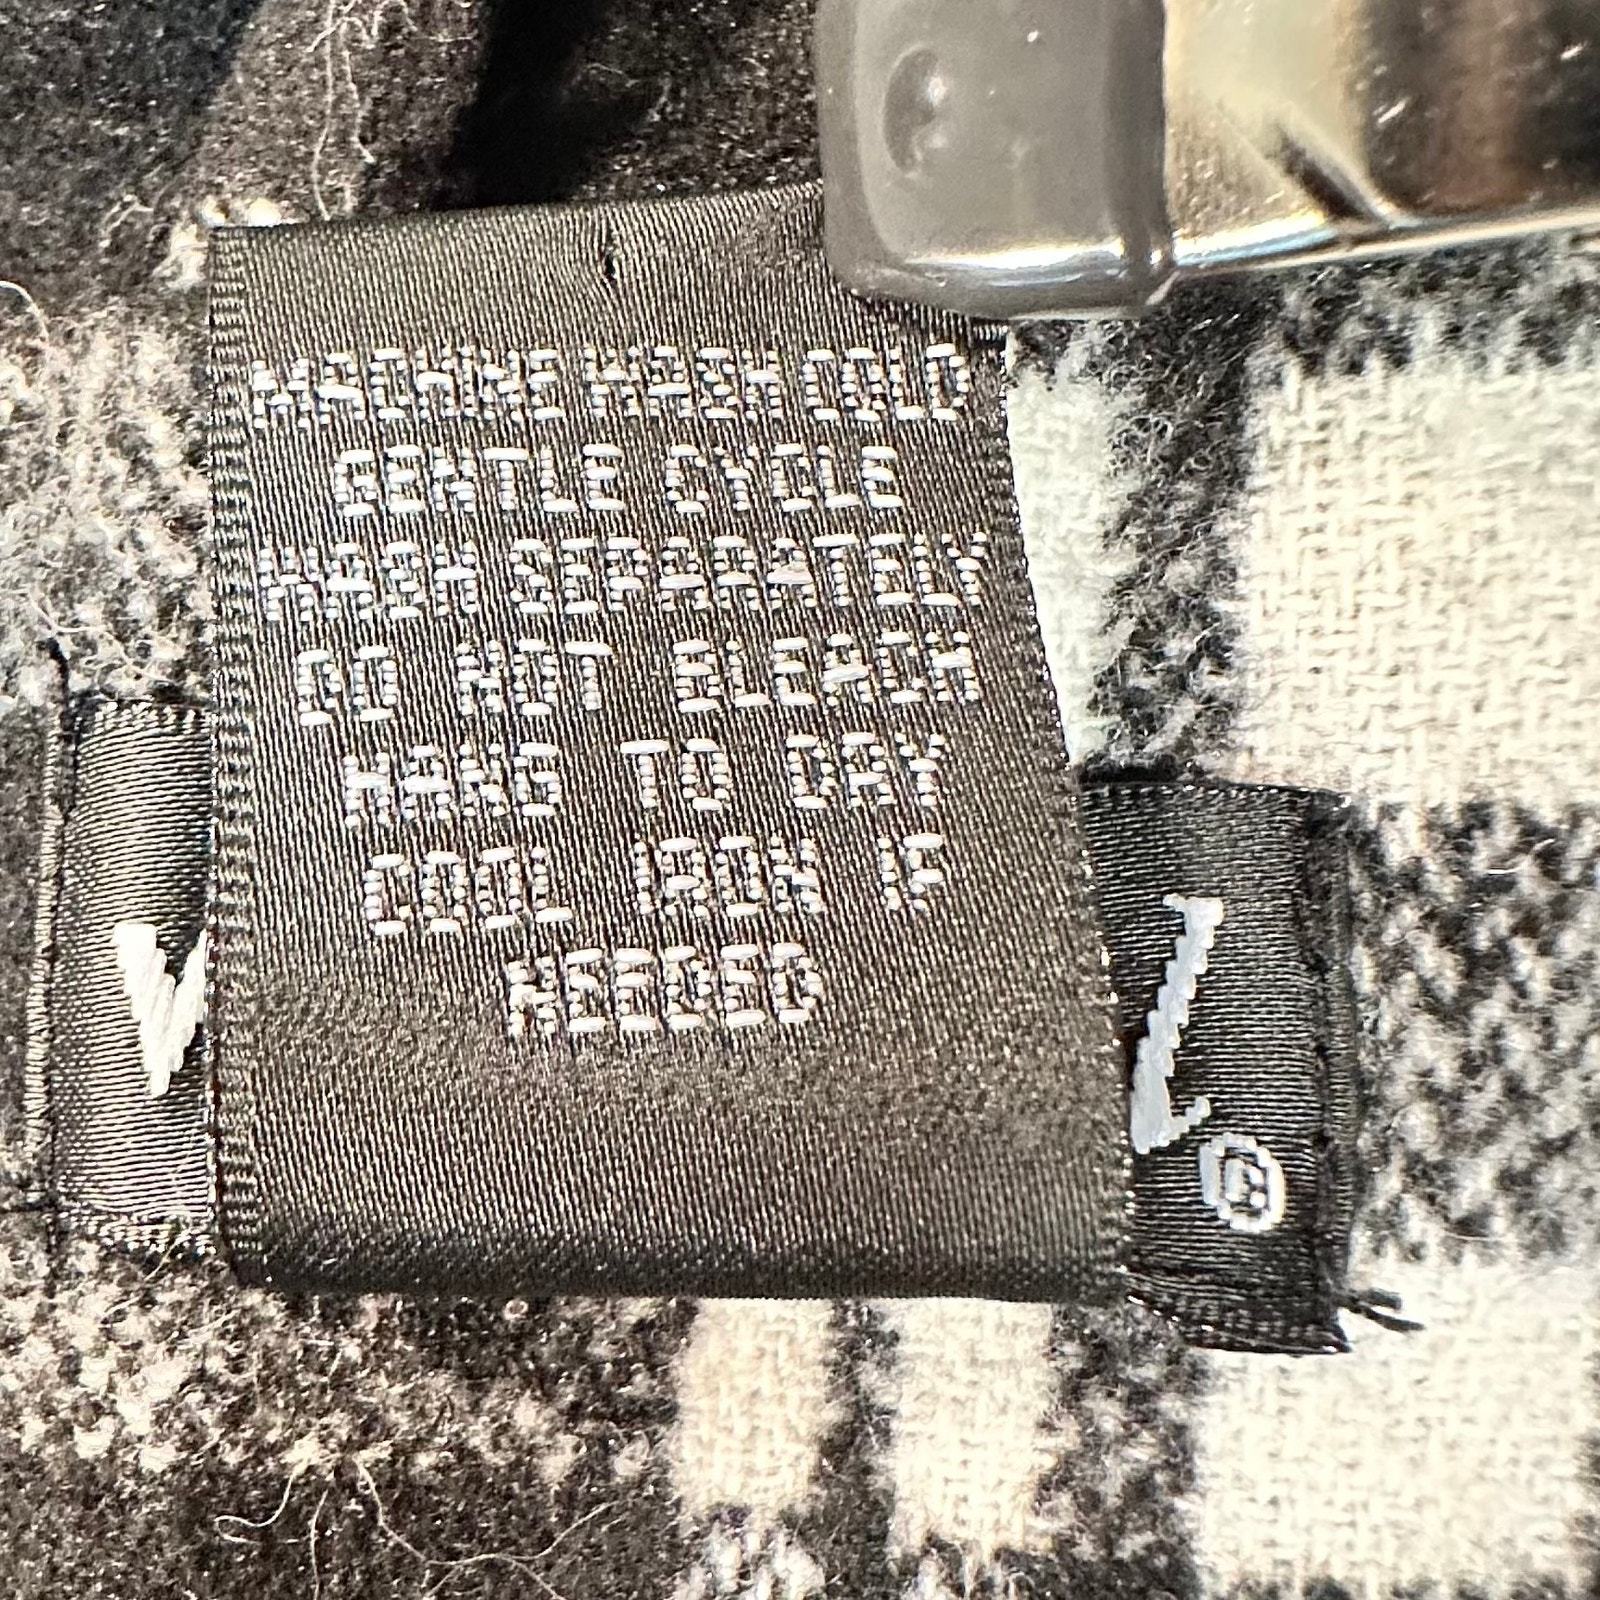 MACHINE WASH COLD
GENTLE CYCLE
WASH SEPARATELY
DO NOT BLEACH
HANG TO DRY
COOL IRON IF
NEEDED